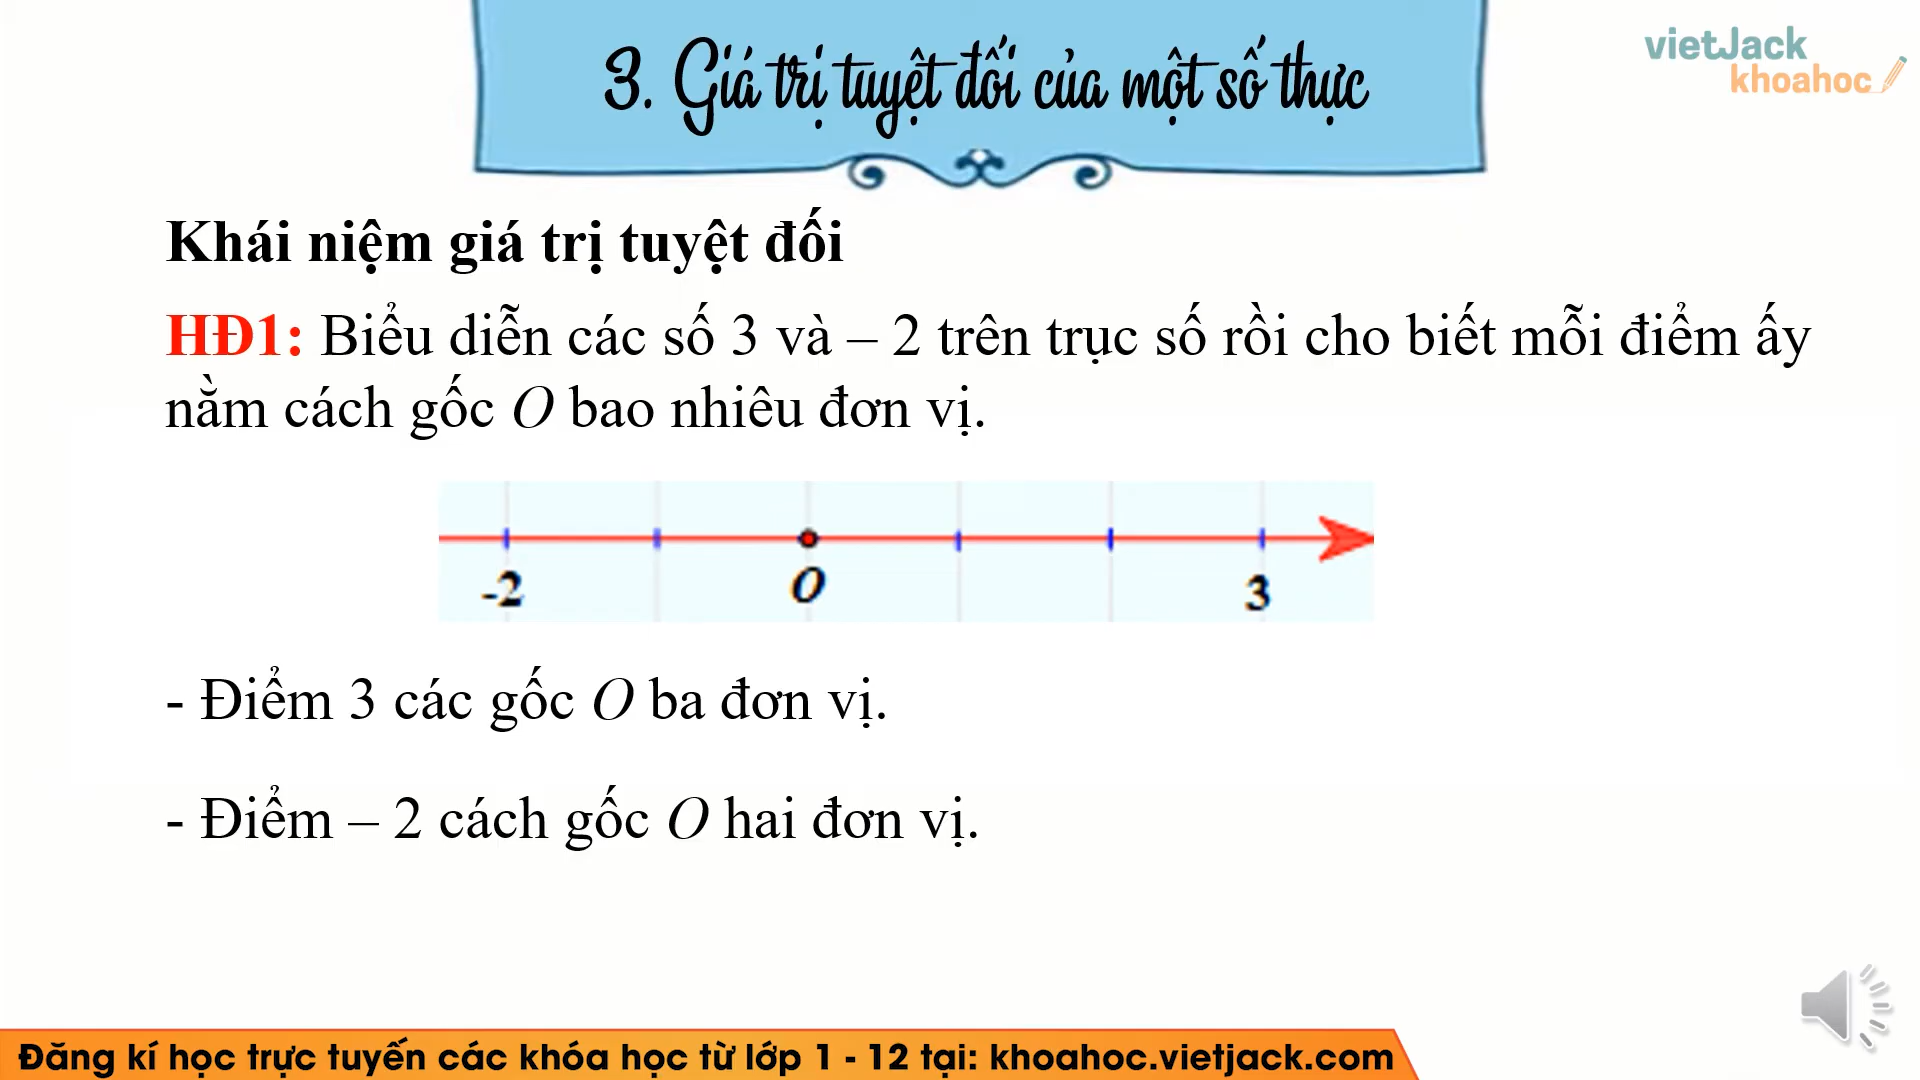 3. Giá trị tuyệt đối của một số thực
vietJack
khoahoc
Khái niệm giá trị tuyệt đối
HĐ1: Biểu diễn các số 3 và – 2 trên trục số rồi cho biết mỗi điểm ấy
nằm cách gốc O bao nhiêu đơn vị.
-2 O 3
- Điểm 3 các gốc O ba đơn vị.
- Điểm – 2 cách gốc O hai đơn vị.
Đăng kí học trực tuyến các khóa học từ lớp 1 - 12 tại: khoahoc.vietjack.com